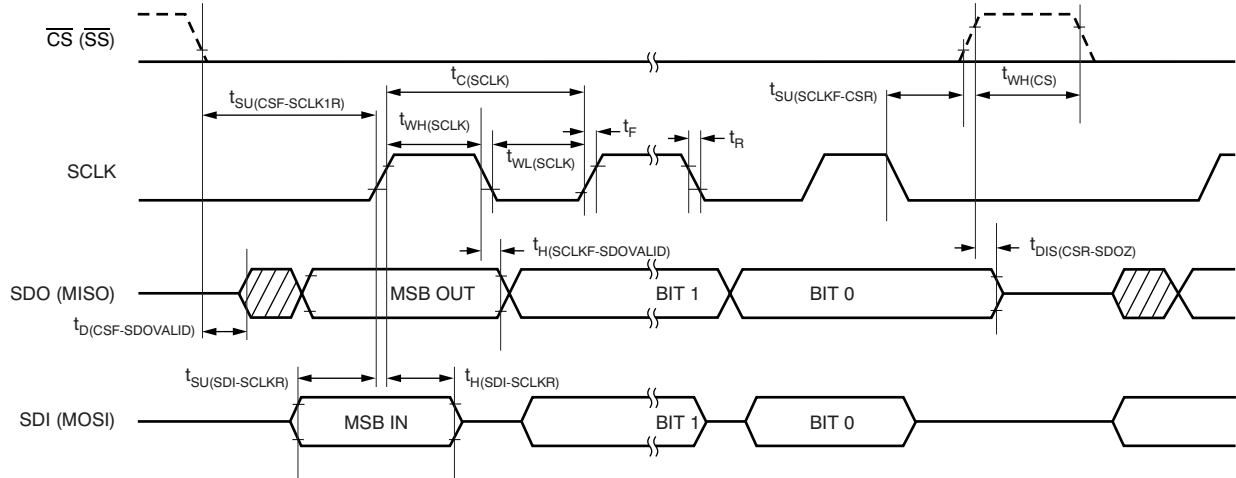 CS (SS)
tC(SCLK)
tWH(CS)
tSU(SCLKF-CSR)
tSU(CSF-SCLK1R)
tWH(SCLK)
tF
tR
tWL(SCLK)
SCLK
tH(SCLKF-SDOVALID)
tDIS(CSR-SDOZ)
SDO (MISO)
MSB OUT
BIT 1
BIT 0
tD(CSF-SDOVALID)
tSU(SDI-SCLKR)
tH(SDI-SCLKR)
SDI (MOSI)
MSB IN
BIT 1
BIT 0